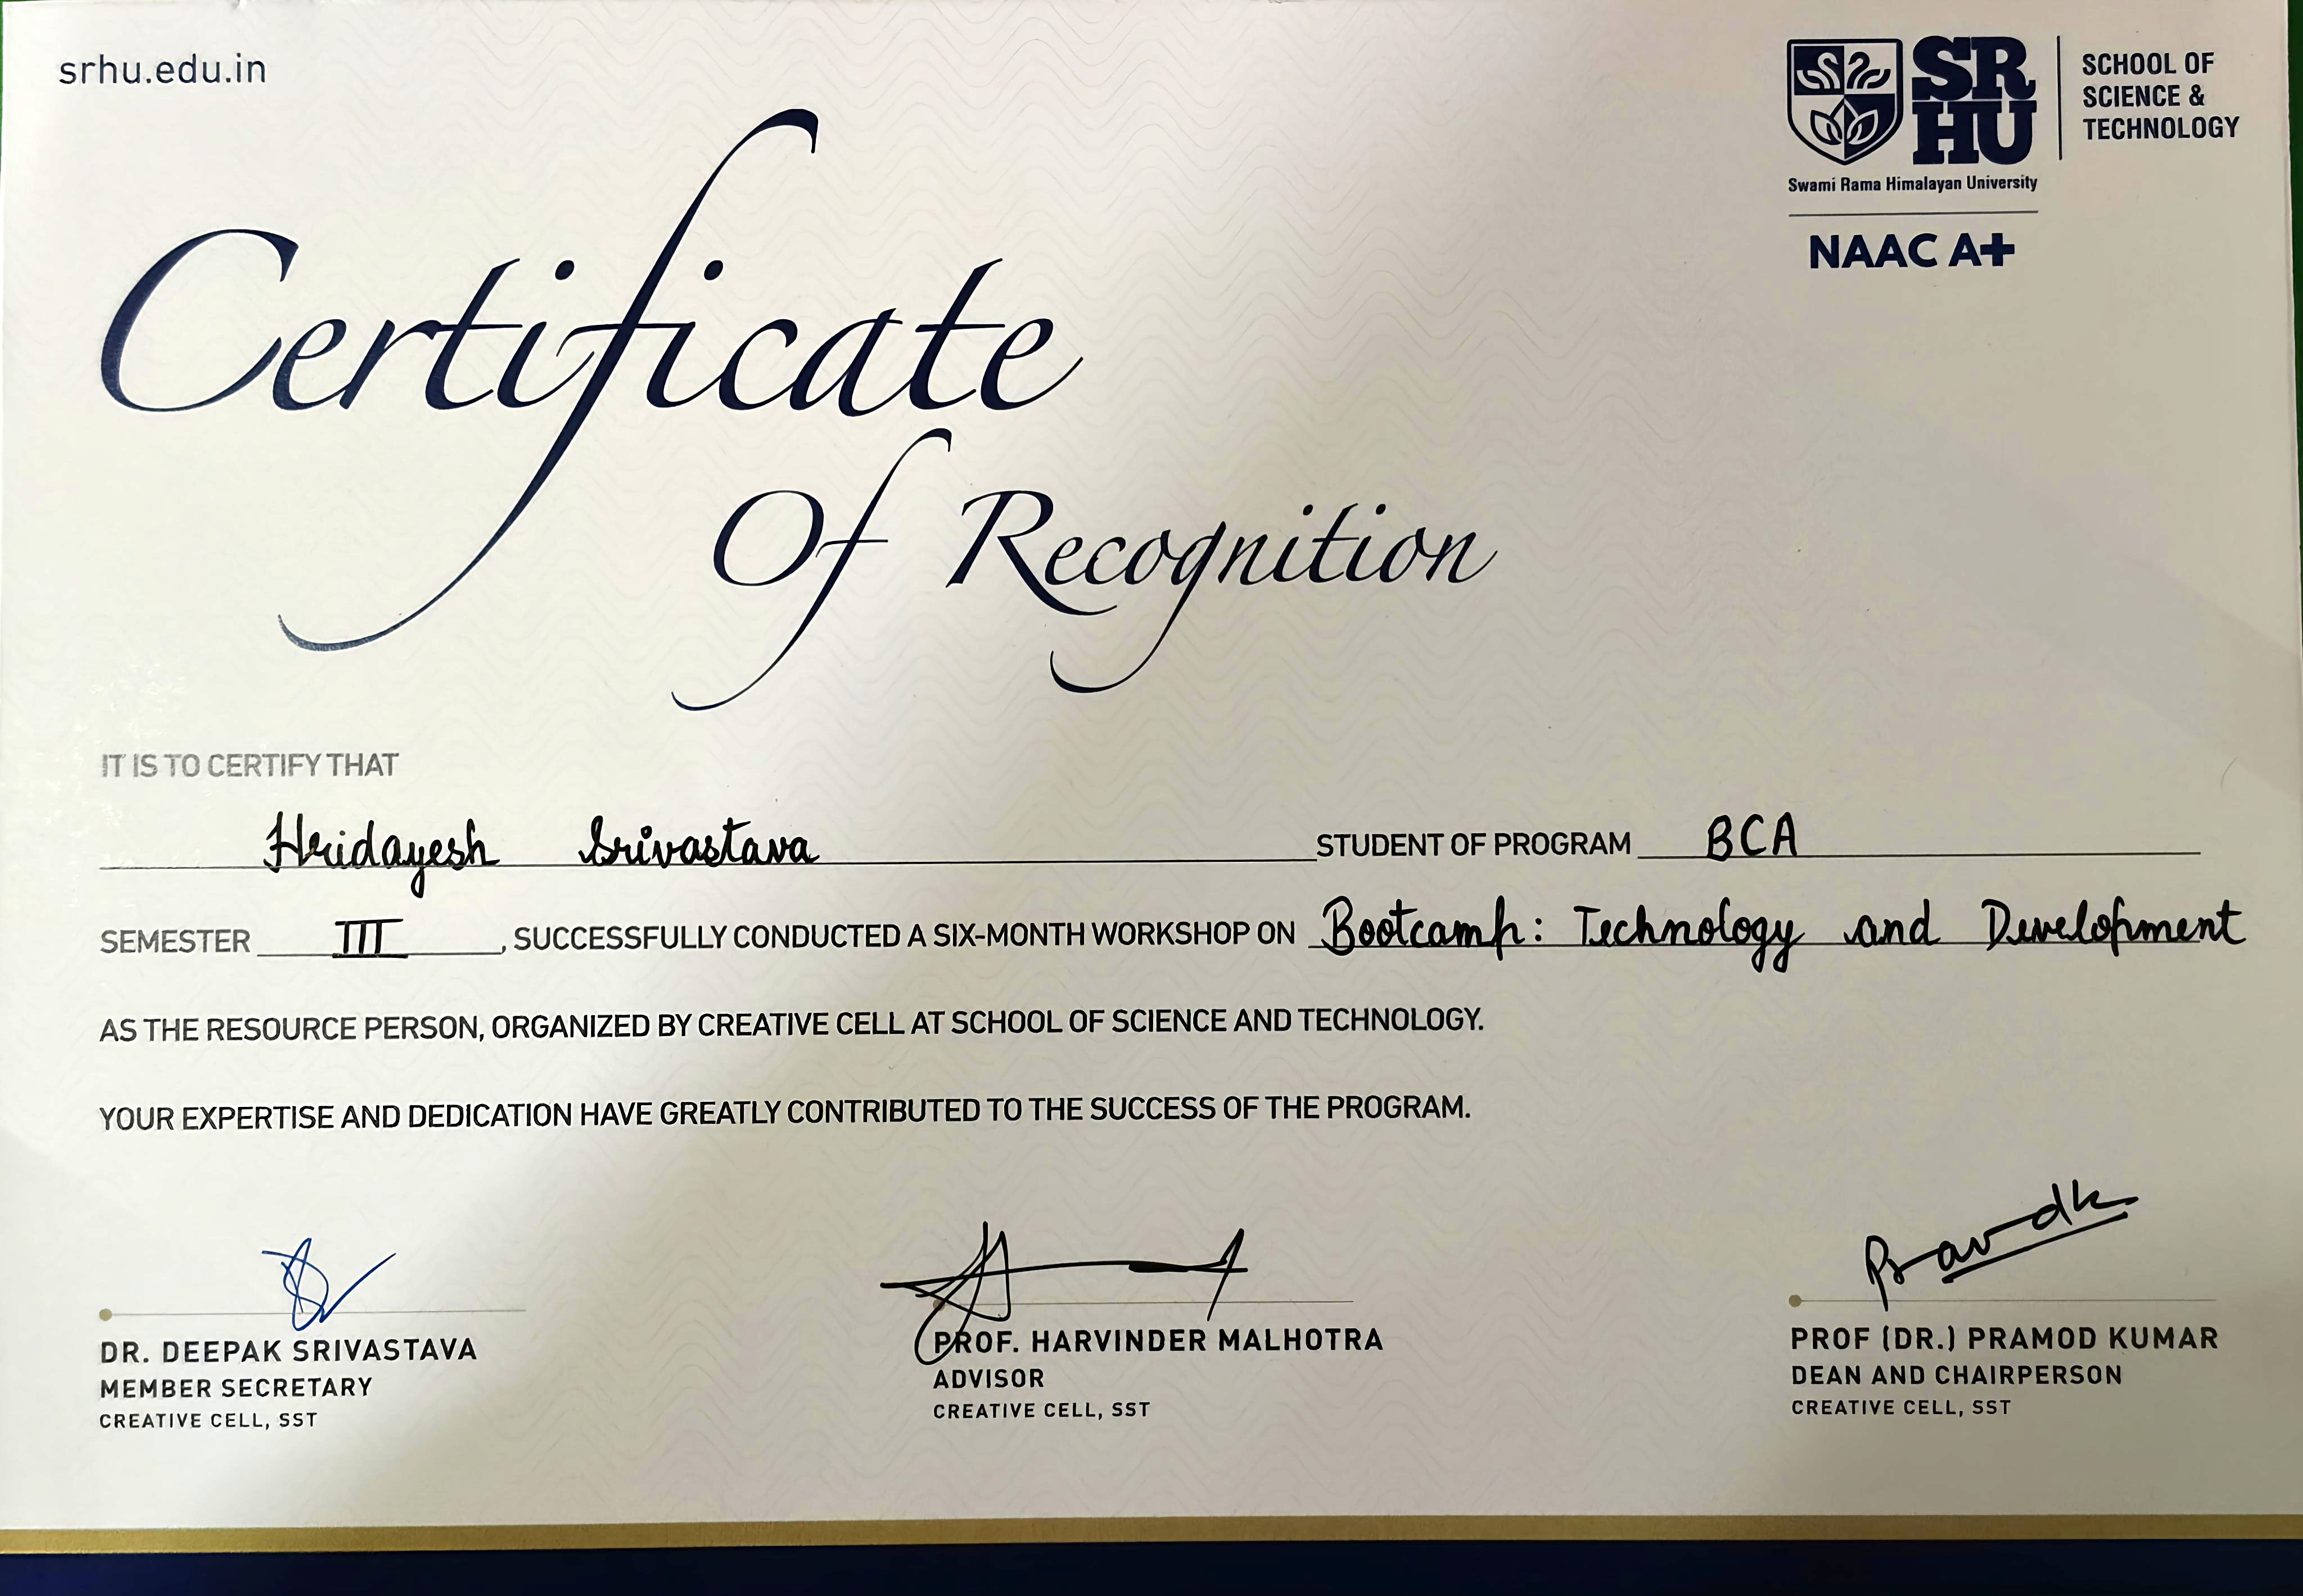 srhu.edu.in
SR
HU
SCHOOL OF
SCIENCE &
TECHNOLOGY
Swami Rama Himalayan University
NAAC A+
Certificate
Of Recognition
IT IS TO CERTIFY THAT
Hridayesh Srivastava STUDENT OF PROGRAM BCA
SEMESTER III, SUCCESSFULLY CONDUCTED A SIX-MONTH WORKSHOP ON Bootcamp: Technology and Development
AS THE RESOURCE PERSON, ORGANIZED BY CREATIVE CELL AT SCHOOL OF SCIENCE AND TECHNOLOGY.
YOUR EXPERTISE AND DEDICATION HAVE GREATLY CONTRIBUTED TO THE SUCCESS OF THE PROGRAM.
DR. DEEPAK SRIVASTAVA
MEMBER SECRETARY
CREATIVE CELL, SST
PROF. HARVINDER MALHOTRA
ADVISOR
CREATIVE CELL, SST
PROF (DR.) PRAMOD KUMAR
DEAN AND CHAIRPERSON
CREATIVE CELL, SST